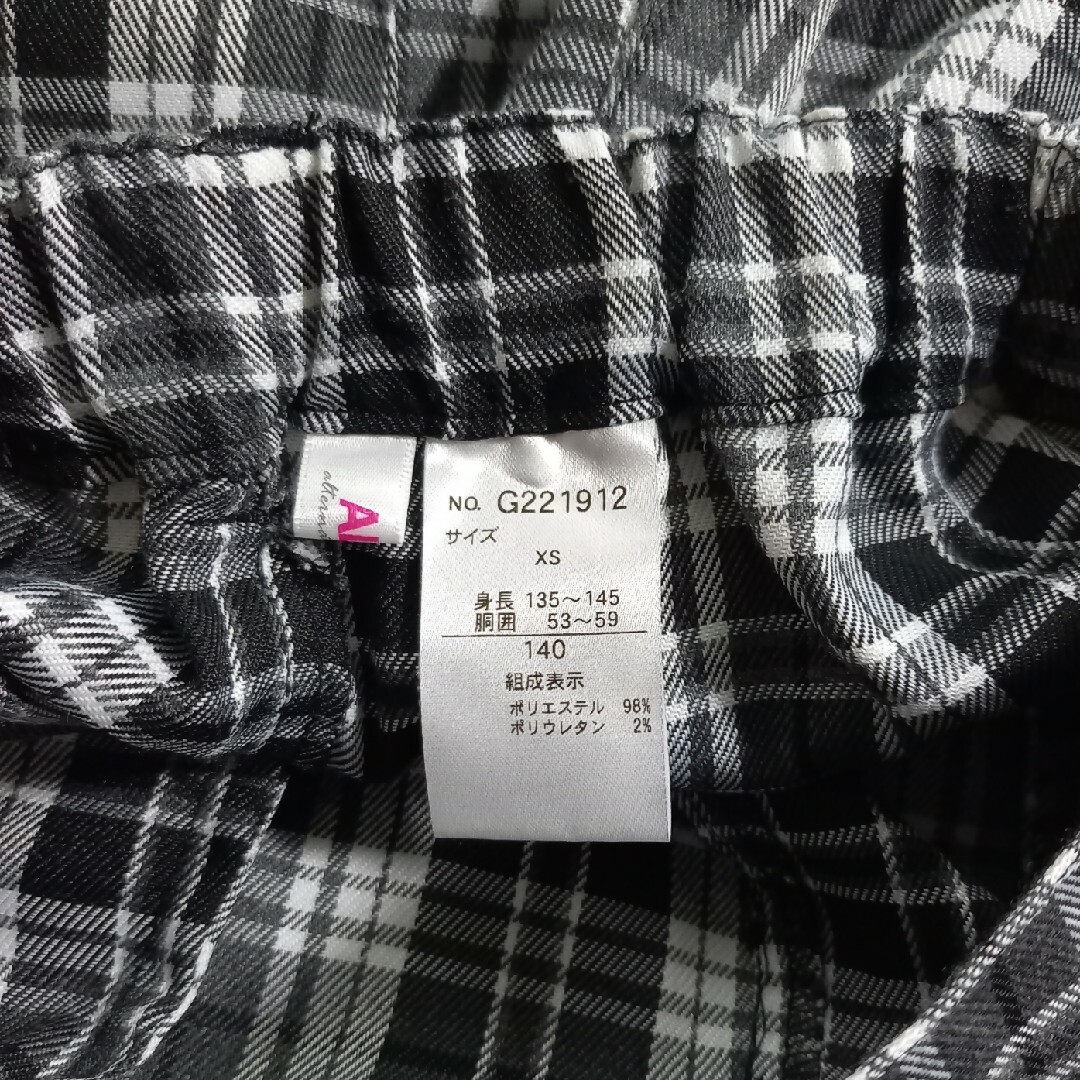 NO. G221912
サイズ
XS
身長 135～145
胴囲 53～59
140
組成表示
ポリエステル 98%
ポリウレタン 2%